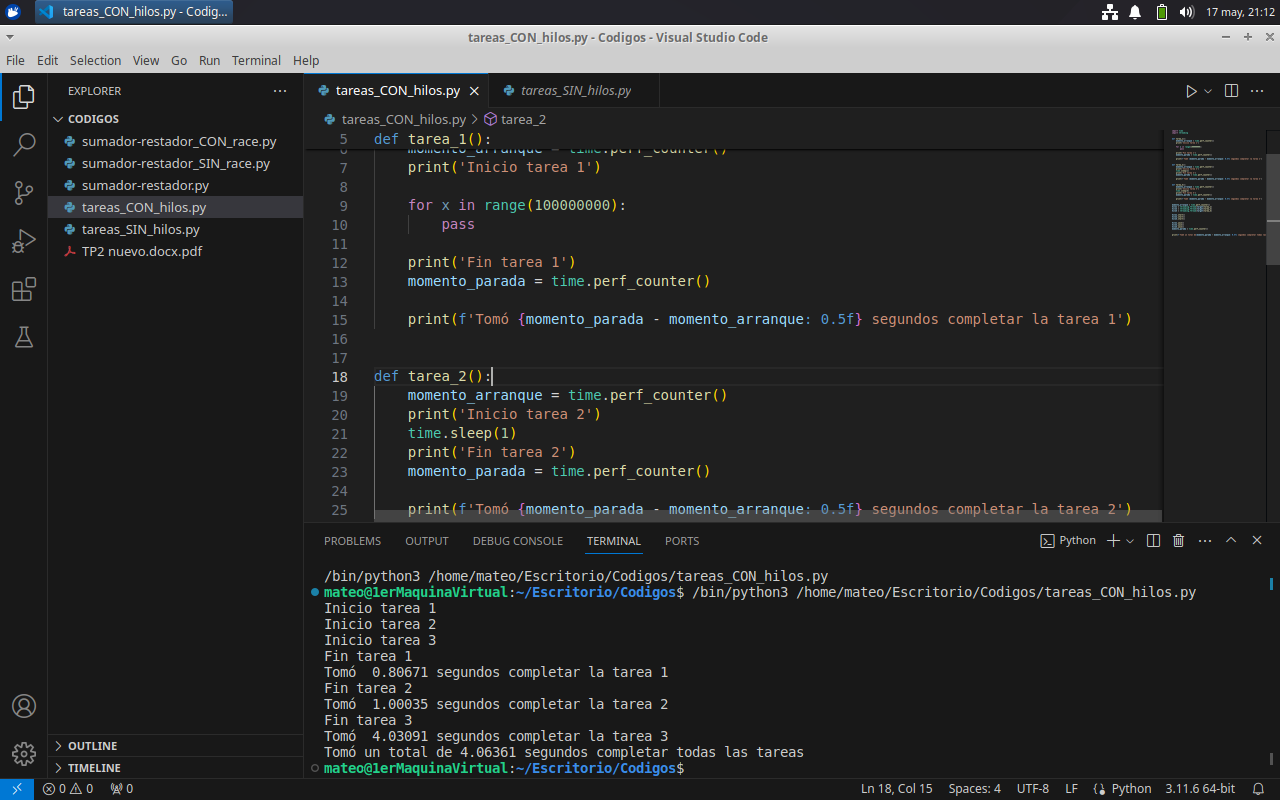 tareas_CON_hilos.py - Codig...
17 may, 21:12
tareas_CON_hilos.py - Codigos - Visual Studio Code
File Edit Selection View Go Run Terminal Help
EXPLORER
CODIGOS
sumador-restador_CON_race.py
sumador-restador_SIN_race.py
sumador-restador.py
tareas_CON_hilos.py
tareas_SIN_hilos.py
TP2 nuevo.docx.pdf
OUTLINE
TIMELINE
tareas_CON_hilos.py tareas_SIN_hilos.py
tareas_CON_hilos.py > tarea_2
5 def tarea_1():
6 momento_arranque = time.perf_counter()
7 print('Inicio tarea 1')
8
9 for x in range(100000000):
10 pass
11
12 print('Fin tarea 1')
13 momento_parada = time.perf_counter()
14
15 print(f'Tomó {momento_parada - momento_arranque: 0.5f} segundos completar la tarea 1')
16
17
18 def tarea_2():
19 momento_arranque = time.perf_counter()
20 print('Inicio tarea 2')
21 time.sleep(1)
22 print('Fin tarea 2')
23 momento_parada = time.perf_counter()
24
25 print(f'Tomó {momento_parada - momento_arranque: 0.5f} segundos completar la tarea 2')
PROBLEMS OUTPUT DEBUG CONSOLE TERMINAL PORTS
Python
/bin/python3 /home/mateo/Escritorio/Codigos/tareas_CON_hilos.py
mateo@1erMaquinaVirtual:~/Escritorio/Codigos$ /bin/python3 /home/mateo/Escritorio/Codigos/tareas_CON_hilos.py
Inicio tarea 1
Inicio tarea 2
Inicio tarea 3
Fin tarea 1
Tomó  0.80671 segundos completar la tarea 1
Fin tarea 2
Tomó  1.00035 segundos completar la tarea 2
Fin tarea 3
Tomó  4.03091 segundos completar la tarea 3
Tomó un total de 4.06361 segundos completar todas las tareas
mateo@1erMaquinaVirtual:~/Escritorio/Codigos$
0 0 0 Ln 18, Col 15 Spaces: 4 UTF-8 LF Python 3.11.6 64-bit